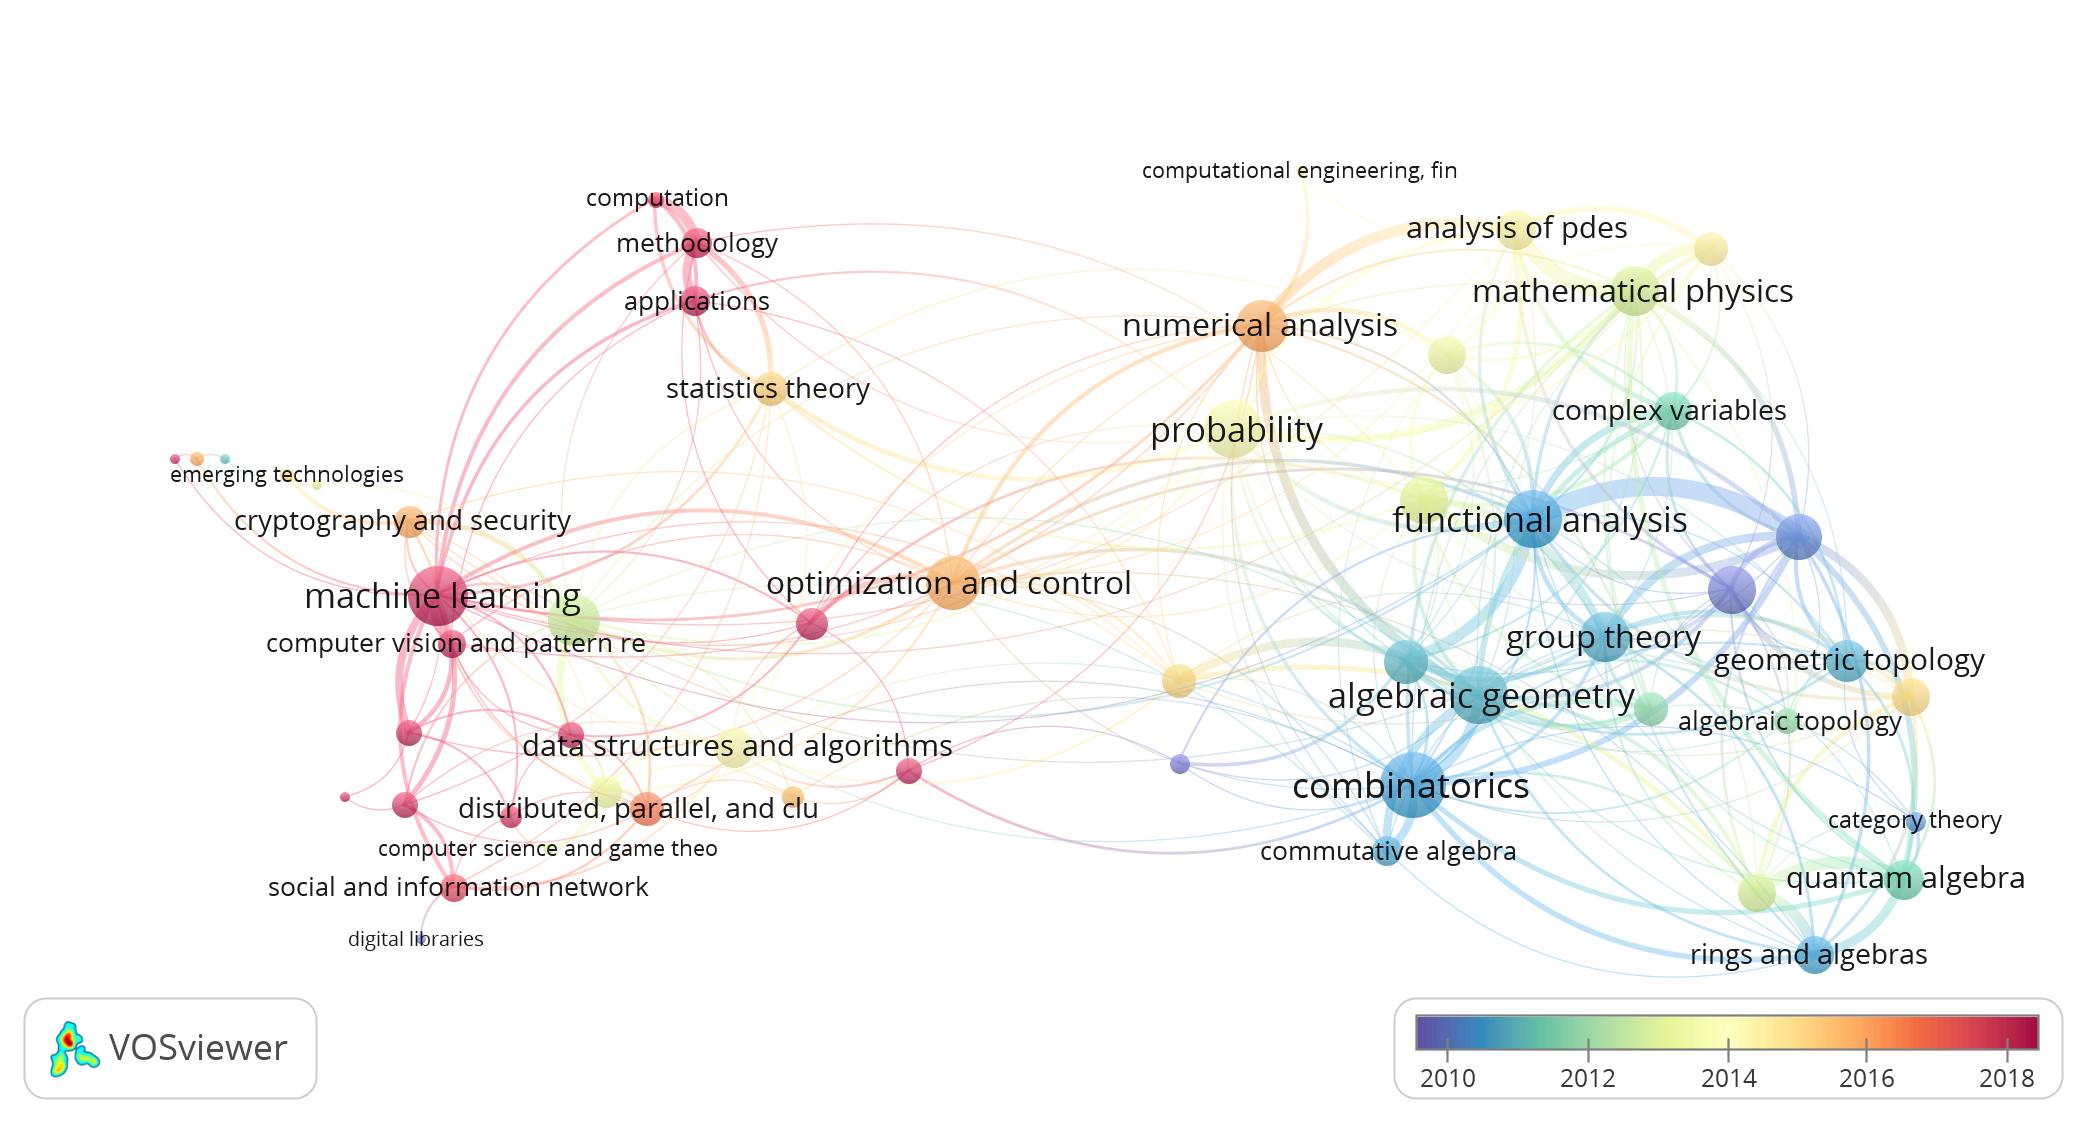 computational engineering, fin
computation
analysis of pdes
methodology
mathematical physics
applications
numerical analysis
statistics theory
complex variables
probability
emerging technologies
cryptography and security
functional analysis
optimization and control
machine learning
group theory
computer vision and pattern re
geometric topology
algebraic geometry
algebraic topology
data structures and algorithms
combinatorics
distributed, parallel, and clu
category theory
computer science and game theo
commutative algebra
quantam algebra
social and information network
digital libraries
rings and algebras
VOSviewer
2010 2012 2014 2016 2018